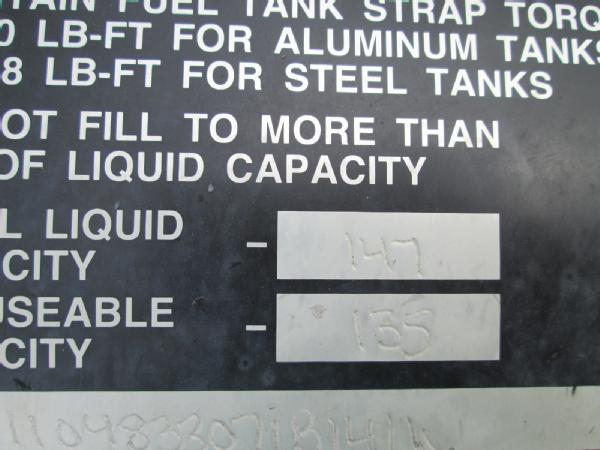 TAIN FUEL TANK STRAP TORQ
0 LB-FT FOR ALUMINUM TANKS
8 LB-FT FOR STEEL TANKS
OT FILL TO MORE THAN
OF LIQUID CAPACITY
L LIQUID
CITY - 147
USEABLE
CITY - 135